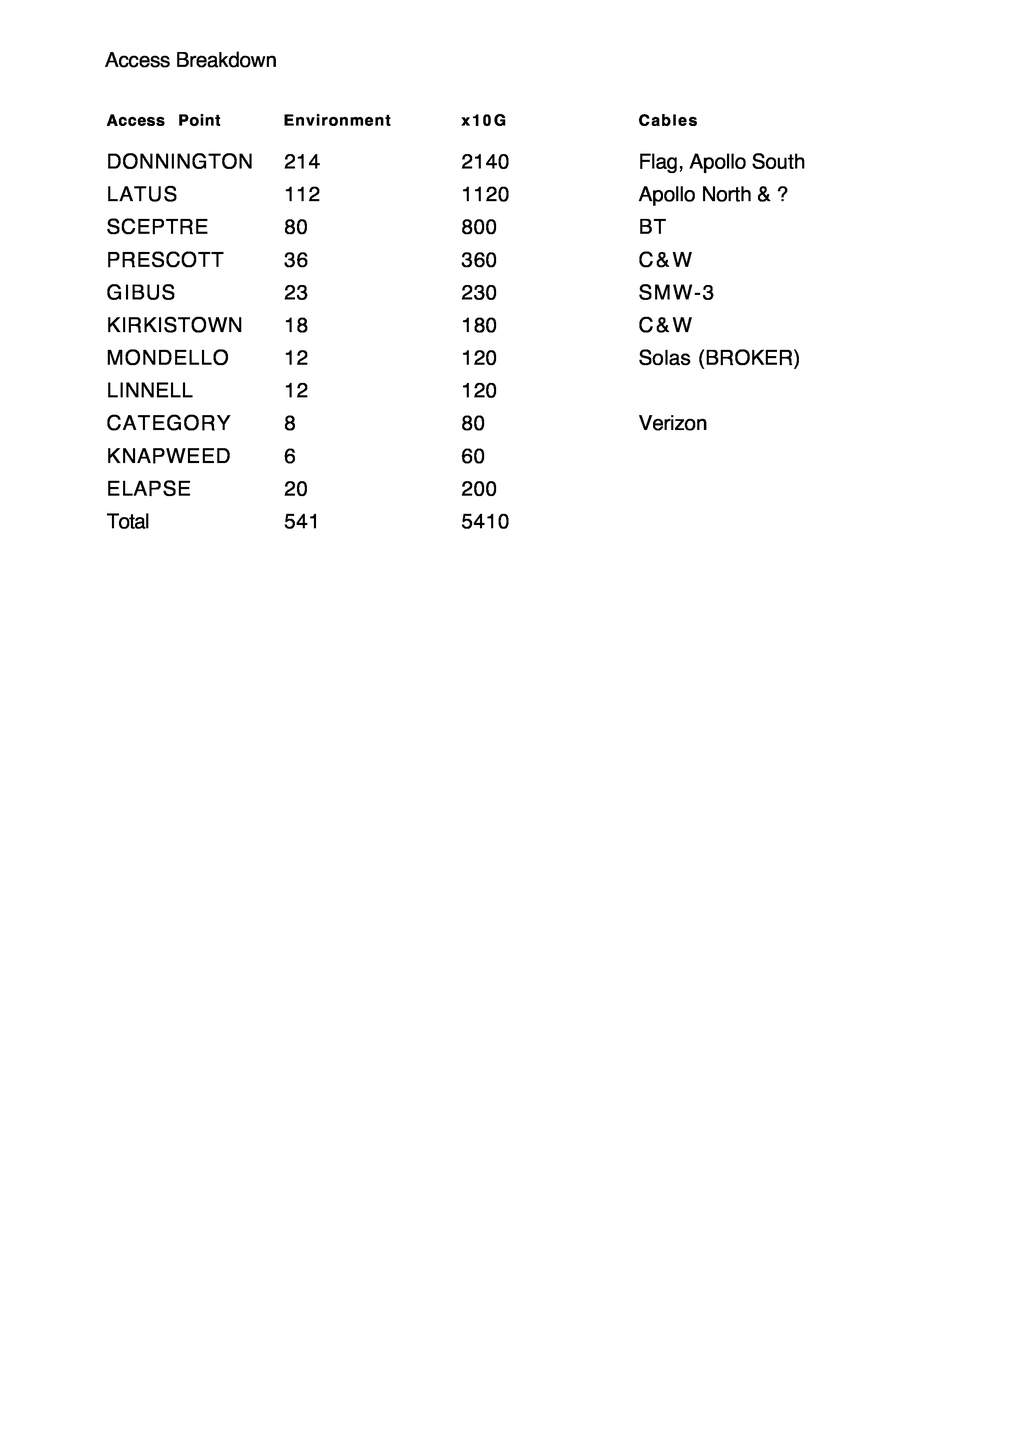 Access Breakdown
Access Point Environment x10G Cables
DONNINGTON 214 2140 Flag, Apollo South
LATUS 112 1120 Apollo North & ?
SCEPTRE 80 800 BT
PRESCOTT 36 360 C&W
GIBUS 23 230 SMW-3
KIRKISTOWN 18 180 C&W
MONDELLO 12 120 Solas (BROKER)
LINNELL 12 120
CATEGORY 8 80 Verizon
KNAPWEED 6 60
ELAPSE 20 200
Total 541 5410